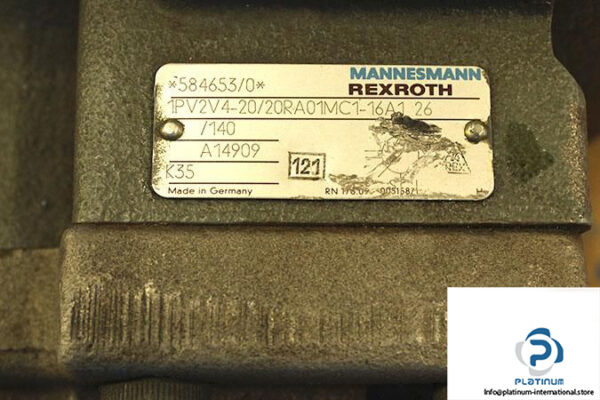 *584653/0*
MANNESMANN
REXROTH
1PV2V4-20/20RA01MC1-16A1 26
/140
A14909
K35
121
Made in Germany
PLATINUM
Info@platinum-international.store